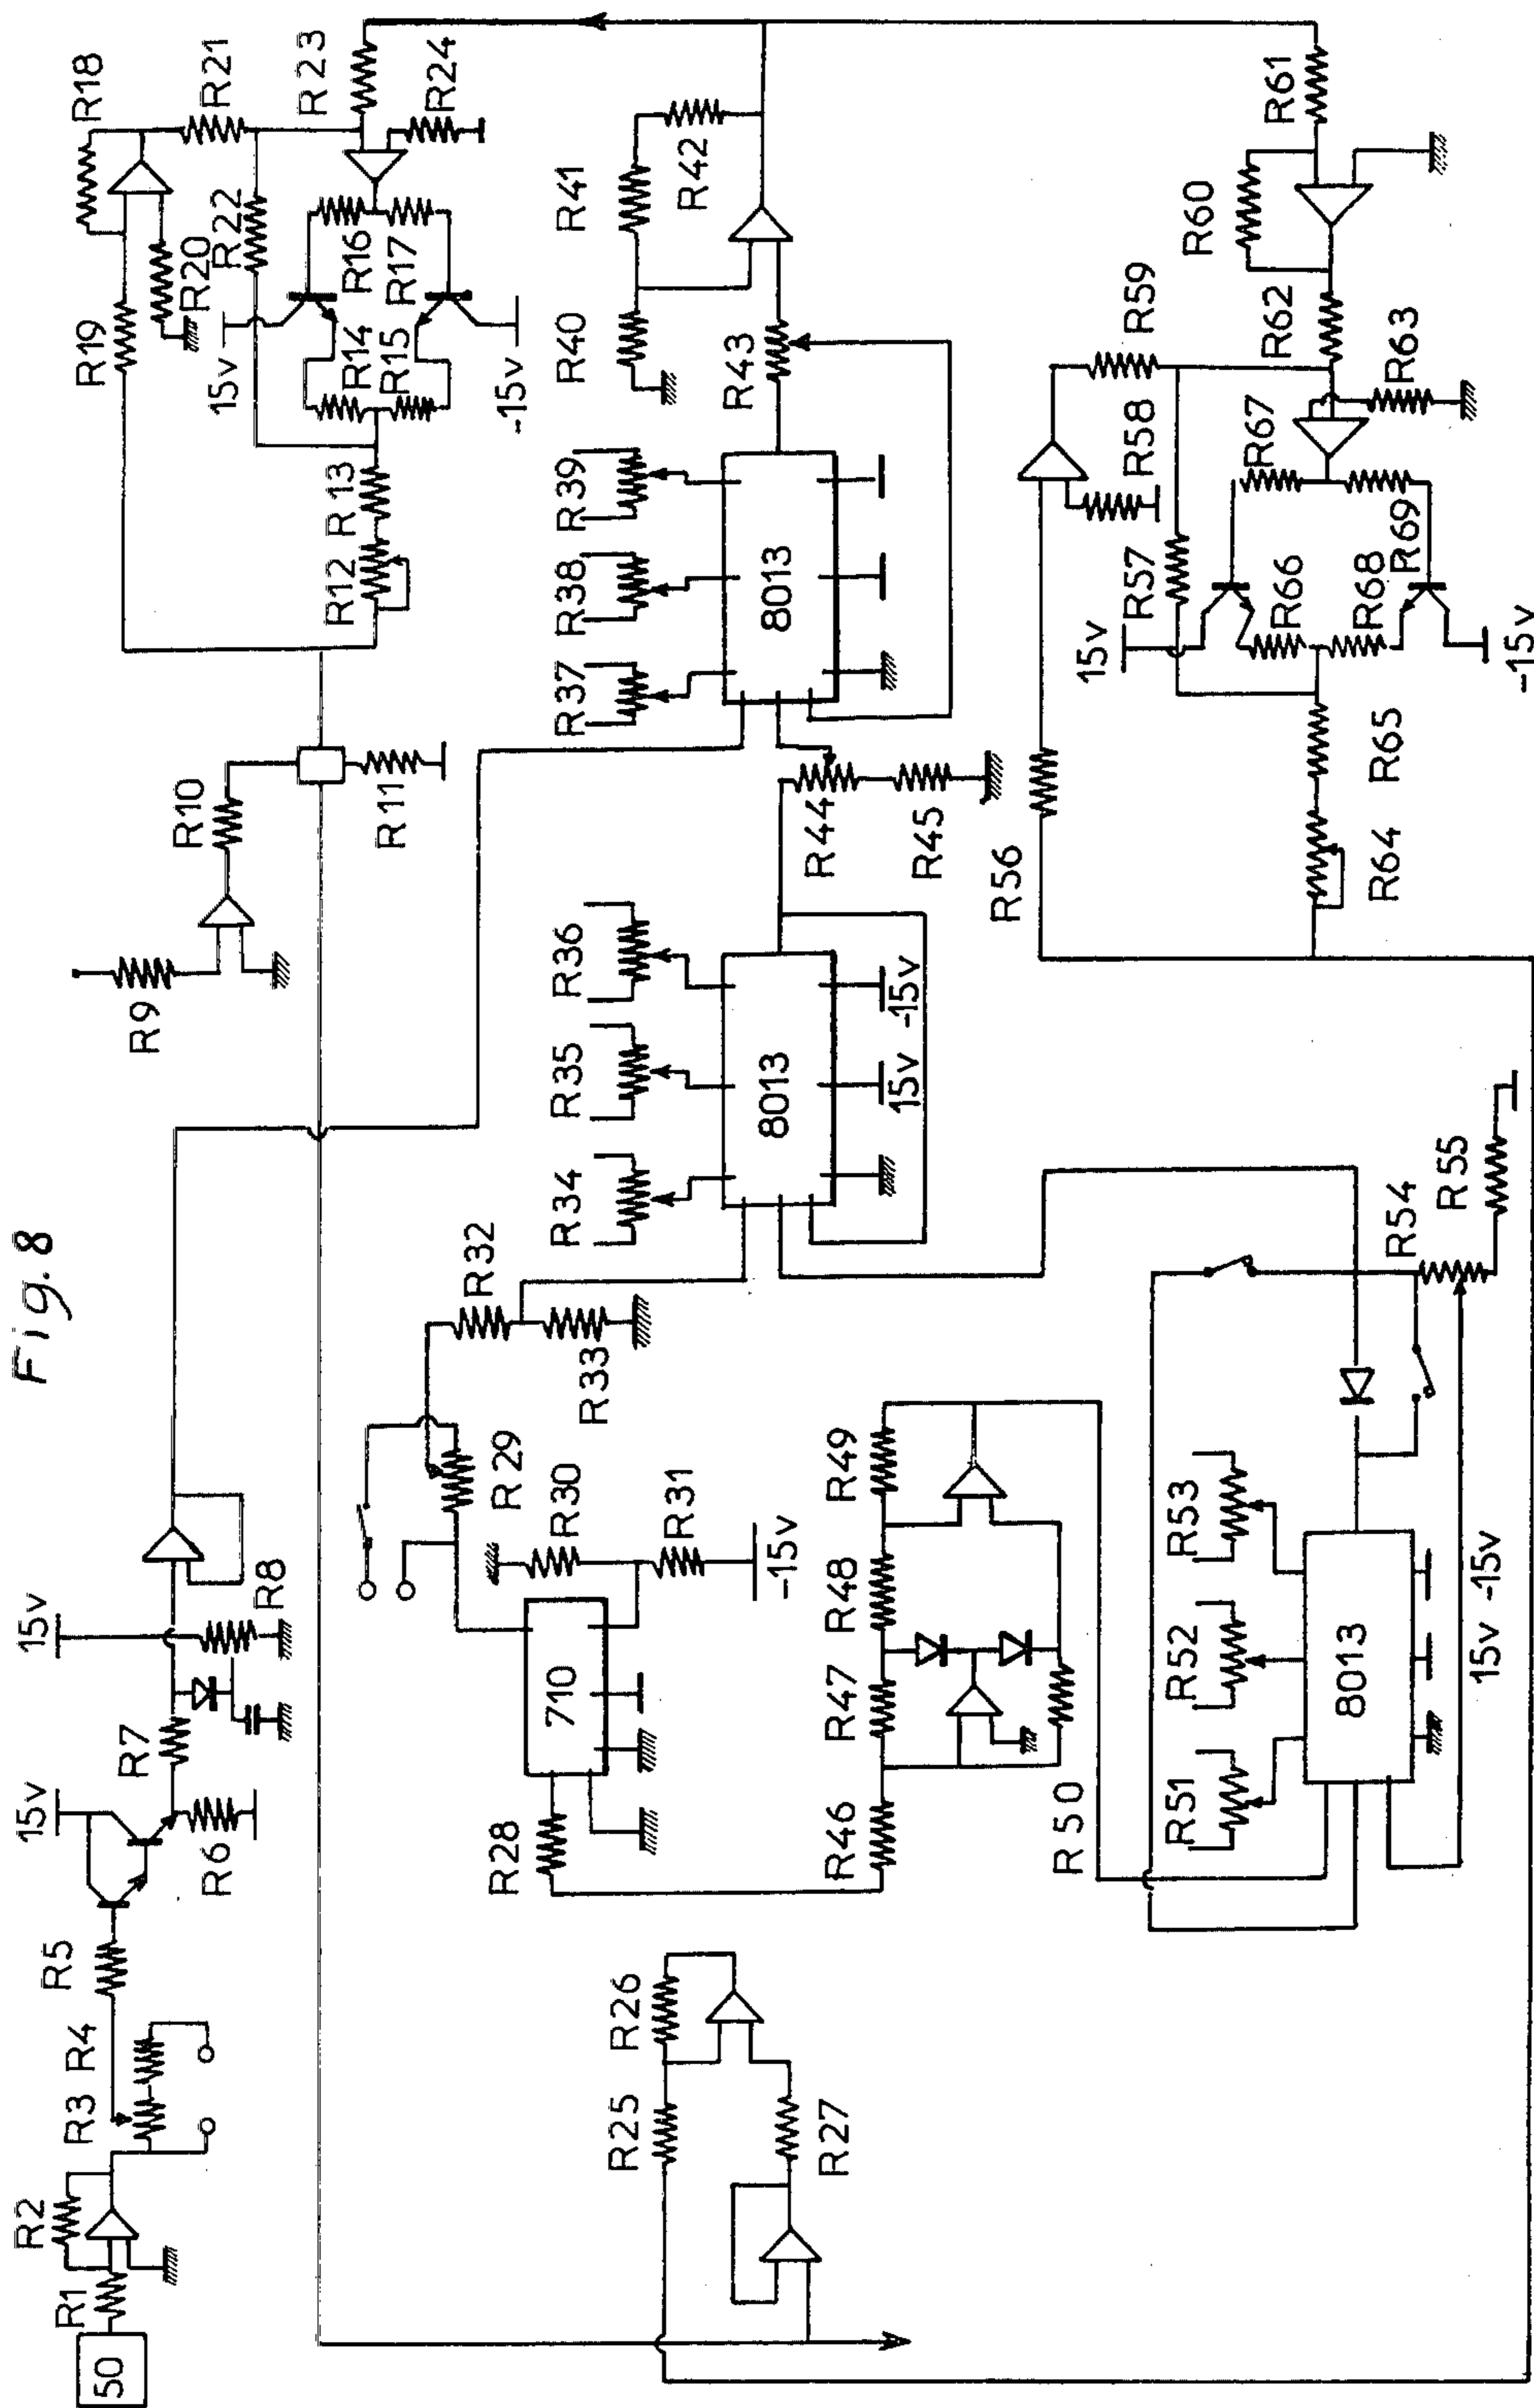 Fig. 8
50
R1
R2
R3
R4
R5
15v
R6
R7
15v
R8
R9
R10
R11
R12
R13
R14
R15
R16
R17
15v
-15v
R18
R19
R20
R21
R22
R23
R24
R25
R26
R27
R28
710
R29
R30
R31
-15v
R32
R33
R34
R35
R36
8013
15v
-15v
R37
R38
R39
8013
R40
R41
R42
R43
R44
R45
R46
R47
R48
R49
R50
R51
R52
R53
8013
15v
-15v
R54
R55
R56
R57
R58
R59
R60
R61
R62
R63
R64
R65
R66
R67
R68
R69
15v
-15v